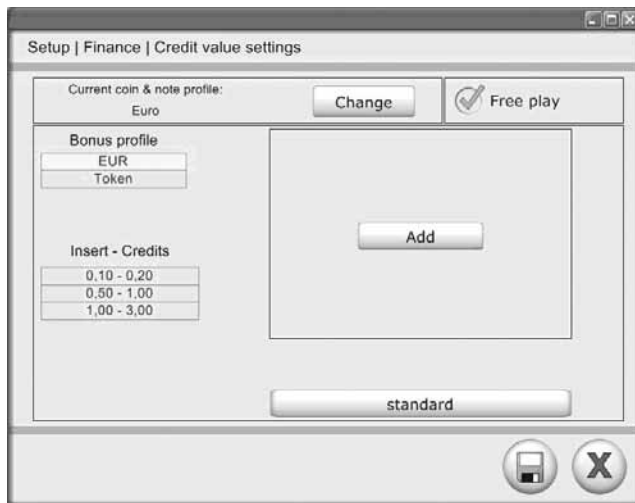 Setup | Finance | Credit value settings
Current coin & note profile:
Euro
Change
Free play
Bonus profile
EUR
Token
Add
Insert - Credits
0,10 - 0,20
0,50 - 1,00
1,00 - 3,00
standard